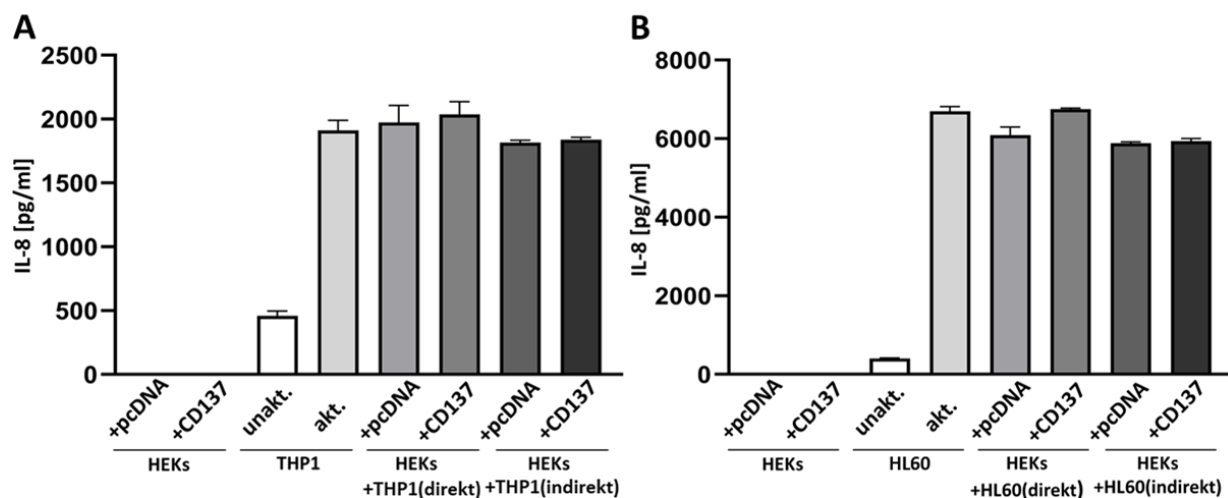 A
IL-8 [pg/ml]
2500
2000
1500
1000
500
0
+pcDNA
+CD137
unakt.
akt.
+pcDNA
+CD137
+pcDNA
+CD137
HEKs
THP1
HEKs
+THP1(direkt)
HEKs
+THP1(indirekt)
B
IL-8 [pg/ml]
8000
6000
4000
2000
0
+pcDNA
+CD137
unakt.
akt.
+pcDNA
+CD137
+pcDNA
+CD137
HEKs
HL60
HEKs
+HL60(direkt)
HEKs
+HL60(indirekt)